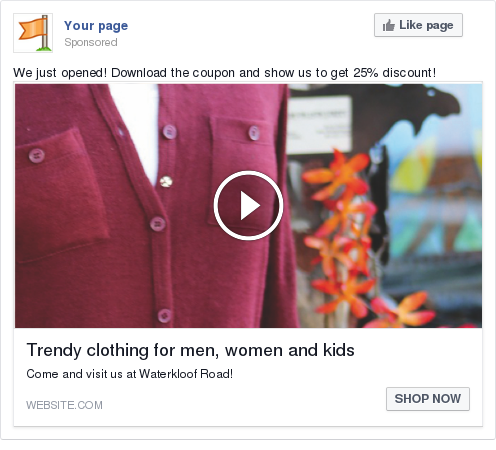 Your page
Like page
Sponsored
We just opened! Download the coupon and show us to get 25% discount!
Trendy clothing for men, women and kids
Come and visit us at Waterkloof Road!
WEBSITE.COM
SHOP NOW